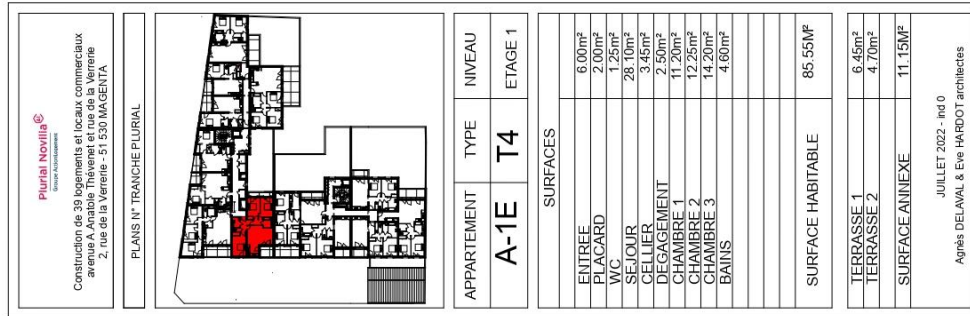 Plurial Novilla
Groupe ActionLogement
Construction de 39 logements et locaux commerciaux
avenue A. Anatole Thévenet et rue de la Verrerie
2, rue de la Verrerie - 51 530 MAGENTA
PLANS N° TRANCHE PLURIAL
APPARTEMENT TYPE NIVEAU
A-1E T4 ETAGE 1
SURFACES
ENTREE 6.00m²
PLACARD 2.00m²
WC 1.25m²
SEJOUR 28.10m²
CELLIER 3.45m²
DEGAGEMENT 2.50m²
CHAMBRE 1 11.20m²
CHAMBRE 2 12.25m²
CHAMBRE 3 14.20m²
BAINS 4.60m²
SURFACE HABITABLE 85.55M²
TERRASSE 1 6.45m²
TERRASSE 2 4.70m²
SURFACE ANNEXE 11.15M²
JUILLET 2022 - ind 0
Agnès DELAVAL & Eve HARDOT architectes